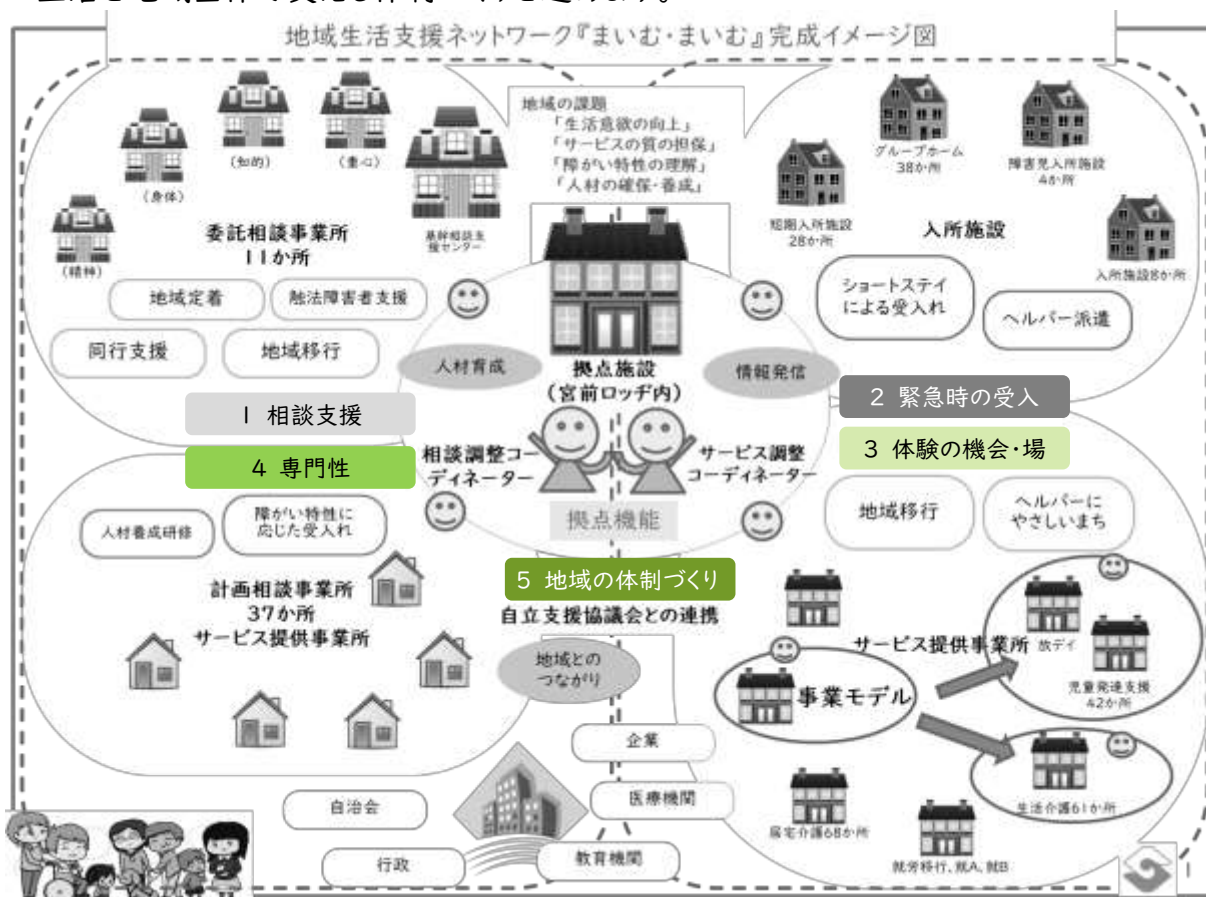 地域生活支援ネットワーク『まいむ・まいむ』完成イメージ図
地域の課題
「生活意欲の向上」
「サービスの質の担保」
「障がい特性の理解」
「人材の確保・養成」
(知的)
(重心)
(身体)
(精神)
基幹相談支
援センター
委託相談事業所
11か所
地域定着
触法障害者支援
同行支援
地域移行
人材育成
1 相談支援
グループホーム
38か所
障害児入所施設
4か所
短期入所施設
28か所
入所施設
入所施設8か所
ショートステイ
による受入れ
ヘルパー派遣
情報発信
2 緊急時の受入
拠点施設
(宮前ロッヂ内)
相談調整コー
ディネーター
サービス調整
コーディネーター
拠点機能
3 体験の機会・場
地域移行
ヘルパーに
やさしいまち
4 専門性
人材養成研修
障がい特性に
応じた受入れ
計画相談事業所
37か所
サービス提供事業所
5 地域の体制づくり
自立支援協議会との連携
地域との
つながり
サービス提供事業所
放デイ
児童発達支援
42か所
事業モデル
生活介護61か所
居宅介護68か所
就労移行、就A、就B
企業
医療機関
教育機関
自治会
行政